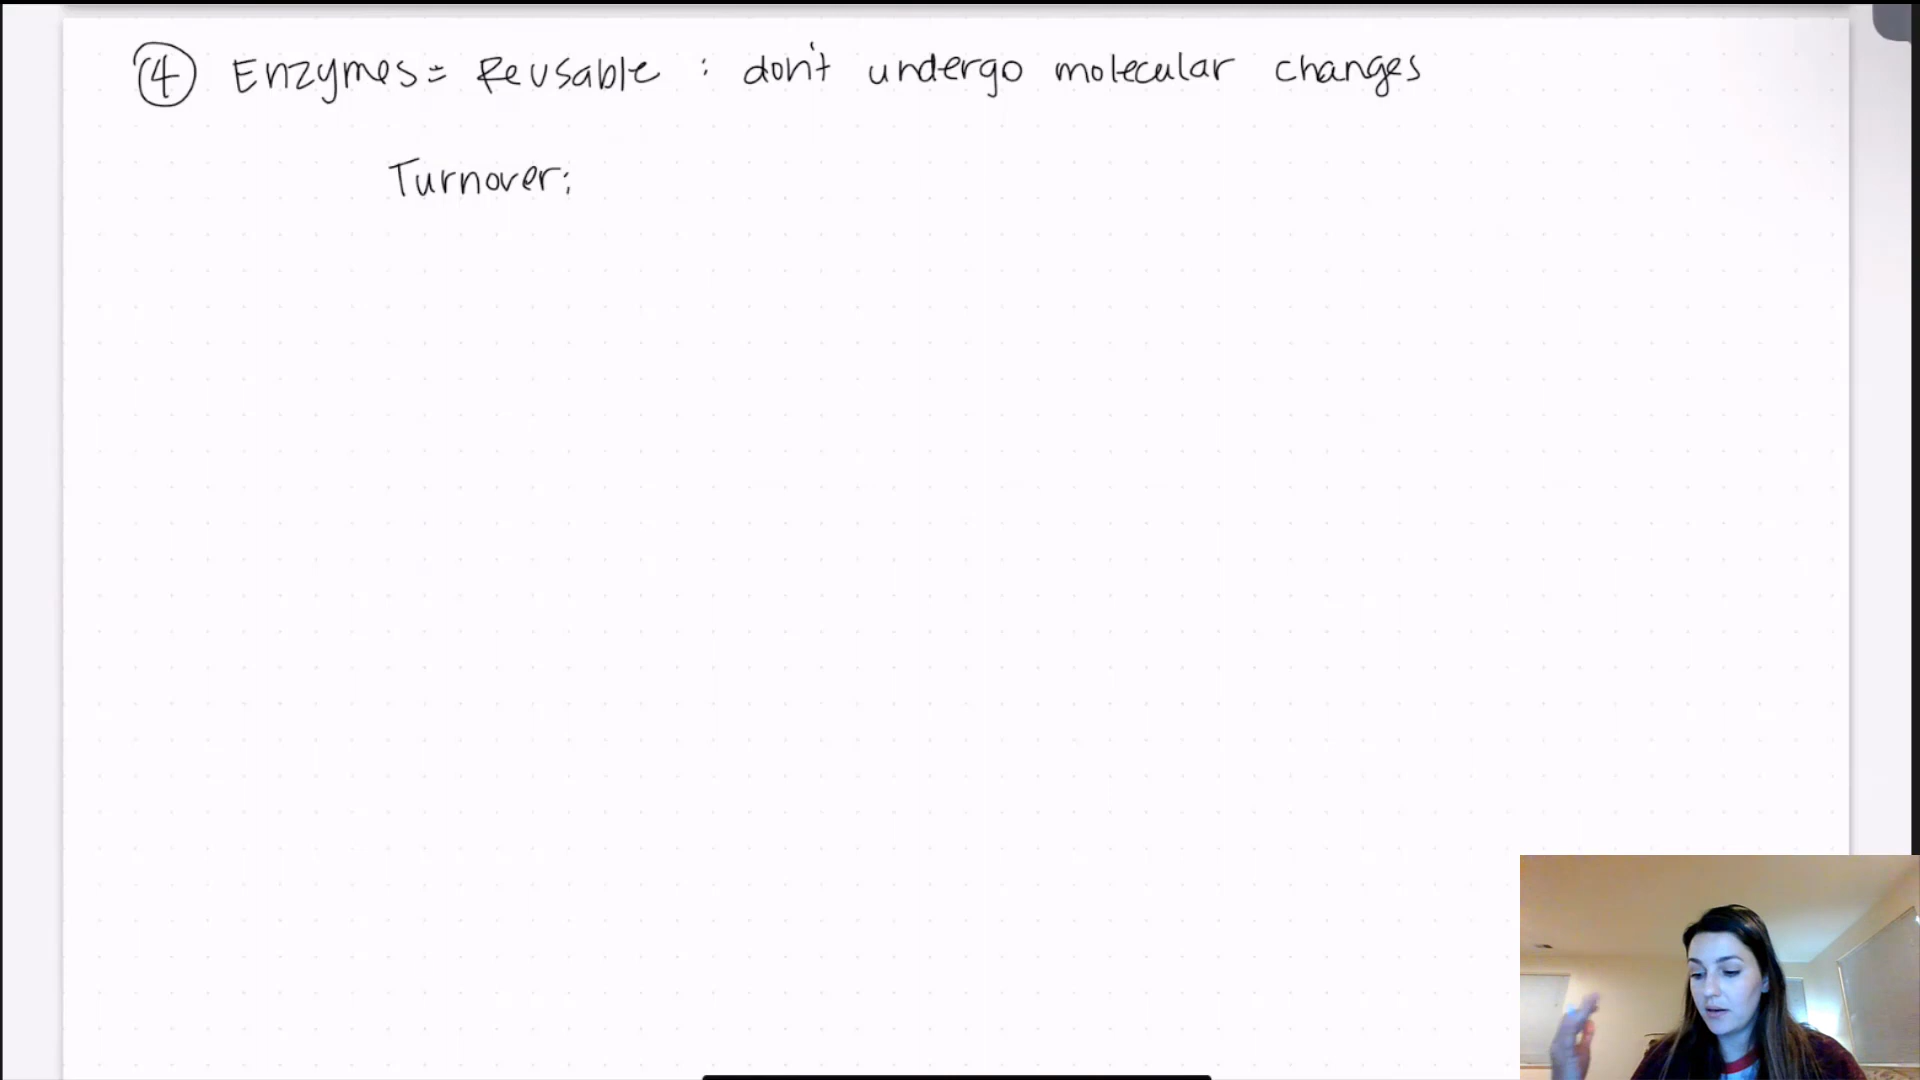 ④ Enzymes = Reusable : don't undergo molecular changes
Turnover: